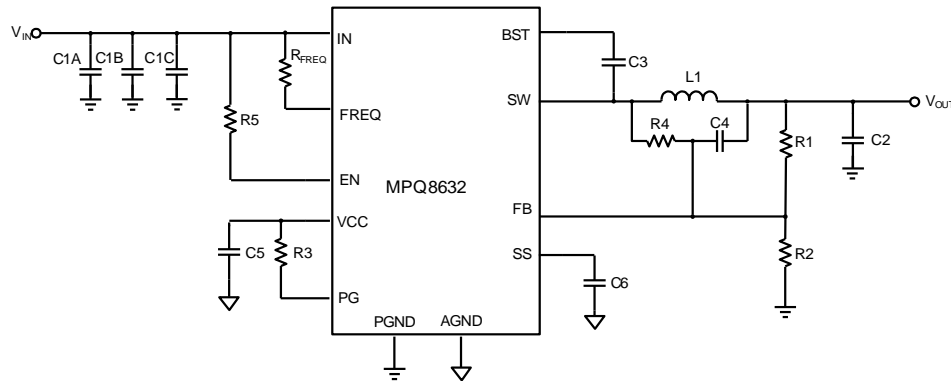 VIN
C1A
C1B
C1C
RFREQ
R5
IN
FREQ
EN
VCC
PG
PGND
AGND
MPQ8632
BST
SW
FB
SS
C3
L1
R4
C4
R1
C2
VOUT
R2
C5
R3
C6